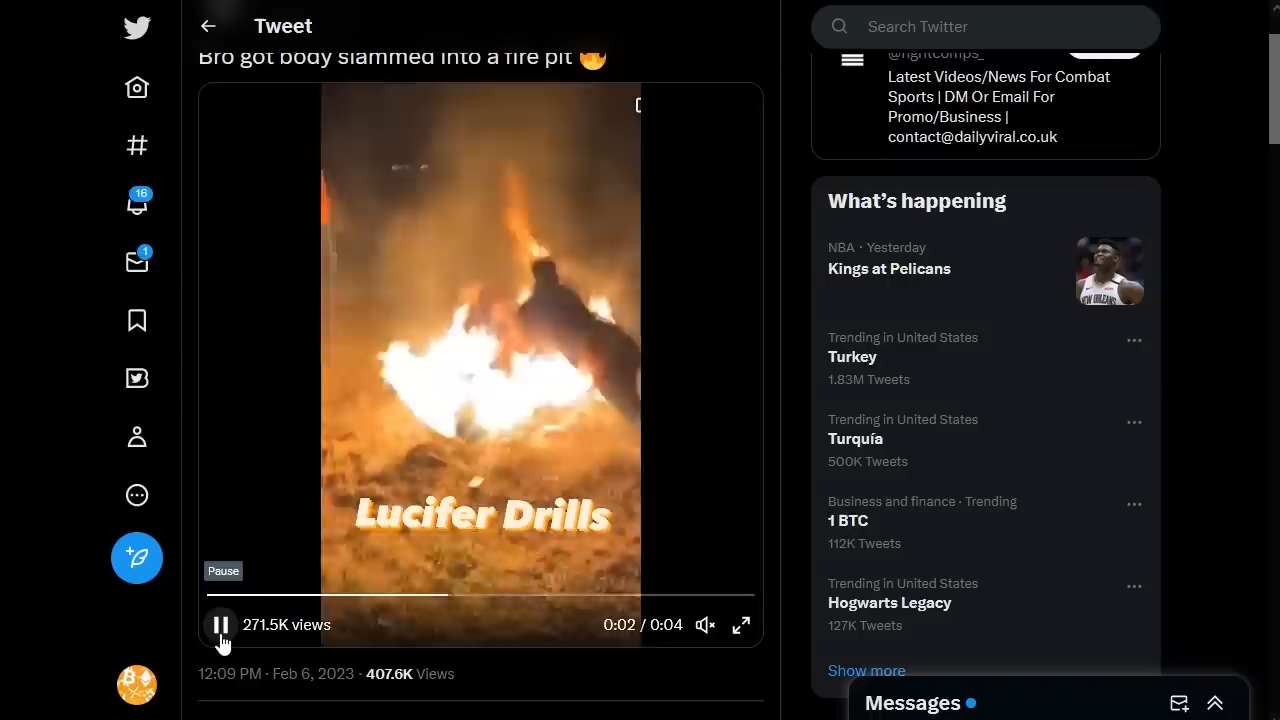 Tweet
Search Twitter
Bro got body slammed into a fire pit
@fightcomps_
Latest Videos/News For Combat
Sports | DM Or Email For
Promo/Business |
contact@dailyviral.co.uk
16
1
What's happening
NBA · Yesterday
Kings at Pelicans
NEW ORLEANS
Trending in United States
Turkey
1.83M Tweets
Trending in United States
Turquía
500K Tweets
Business and finance · Trending
1 BTC
112K Tweets
Trending in United States
Hogwarts Legacy
127K Tweets
Show more
Lucifer Drills
Pause
271.5K views
0:02 / 0:04
12:09 PM · Feb 6, 2023 · 407.6K Views
Messages